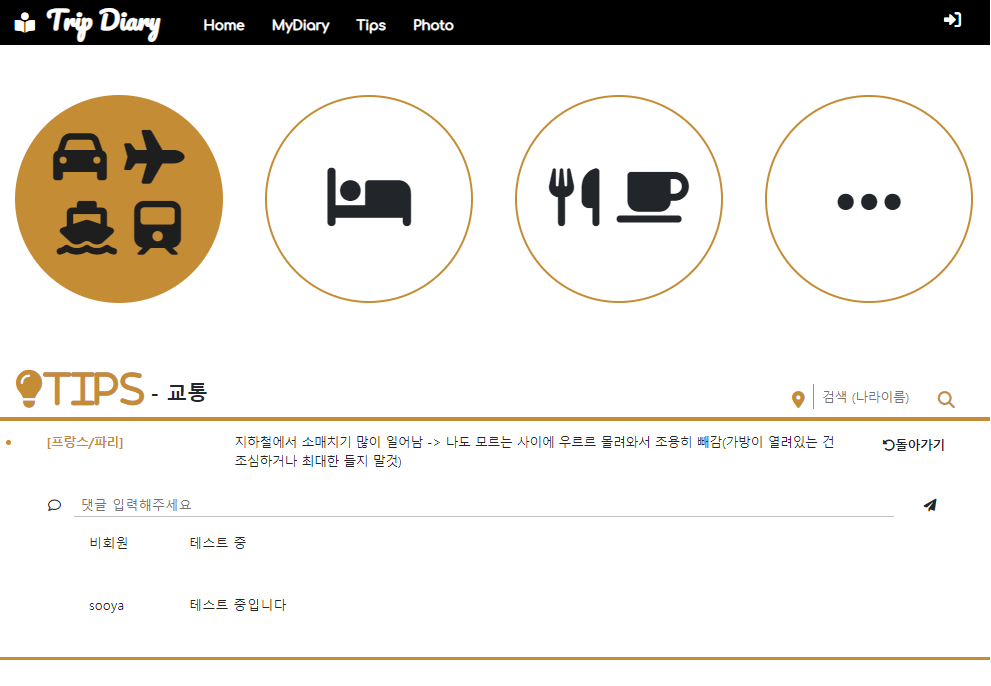 Trip Diary Home MyDiary Tips Photo
TIPS - 교통
검색 (나라이름)
[프랑스/파리] 지하철에서 소매치기 많이 일어남 -> 나도 모르는 사이에 우르르 몰려와서 조용히 빼감(가방이 열려있는 건 돌아가기
조심하거나 최대한 들지 말것)
댓글 입력해주세요
비회원 테스트 중
sooya 테스트 중입니다